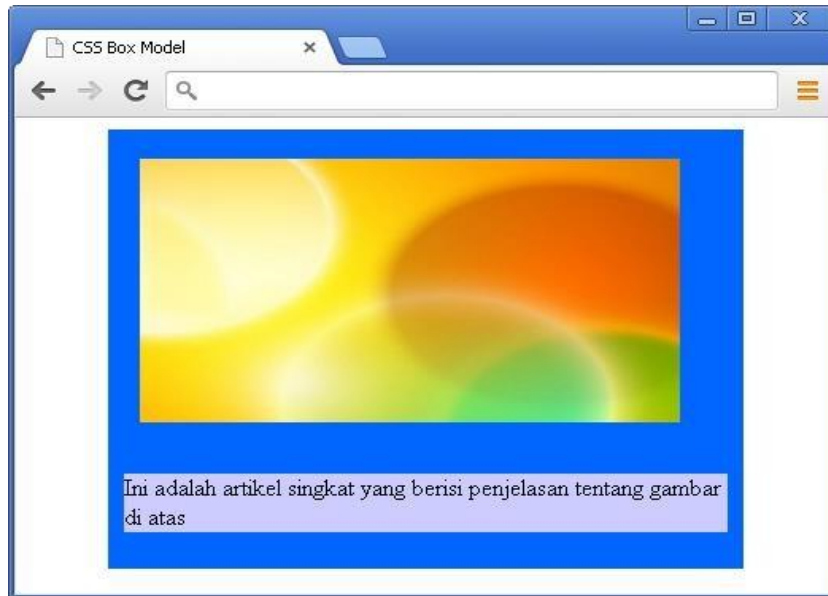 CSS Box Model
Ini adalah artikel singkat yang berisi penjelasan tentang gambar
di atas